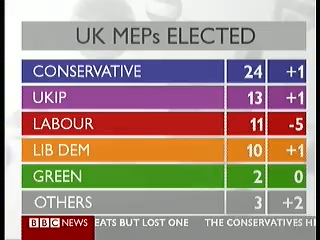 UK MEPs ELECTED
CONSERVATIVE 24 +1
UKIP 13 +1
LABOUR 11 -5
LIB DEM 10 +1
GREEN 2 0
OTHERS 3 +2
BBC NEWS EATS BUT LOST ONE THE CONSERVATIVES HI